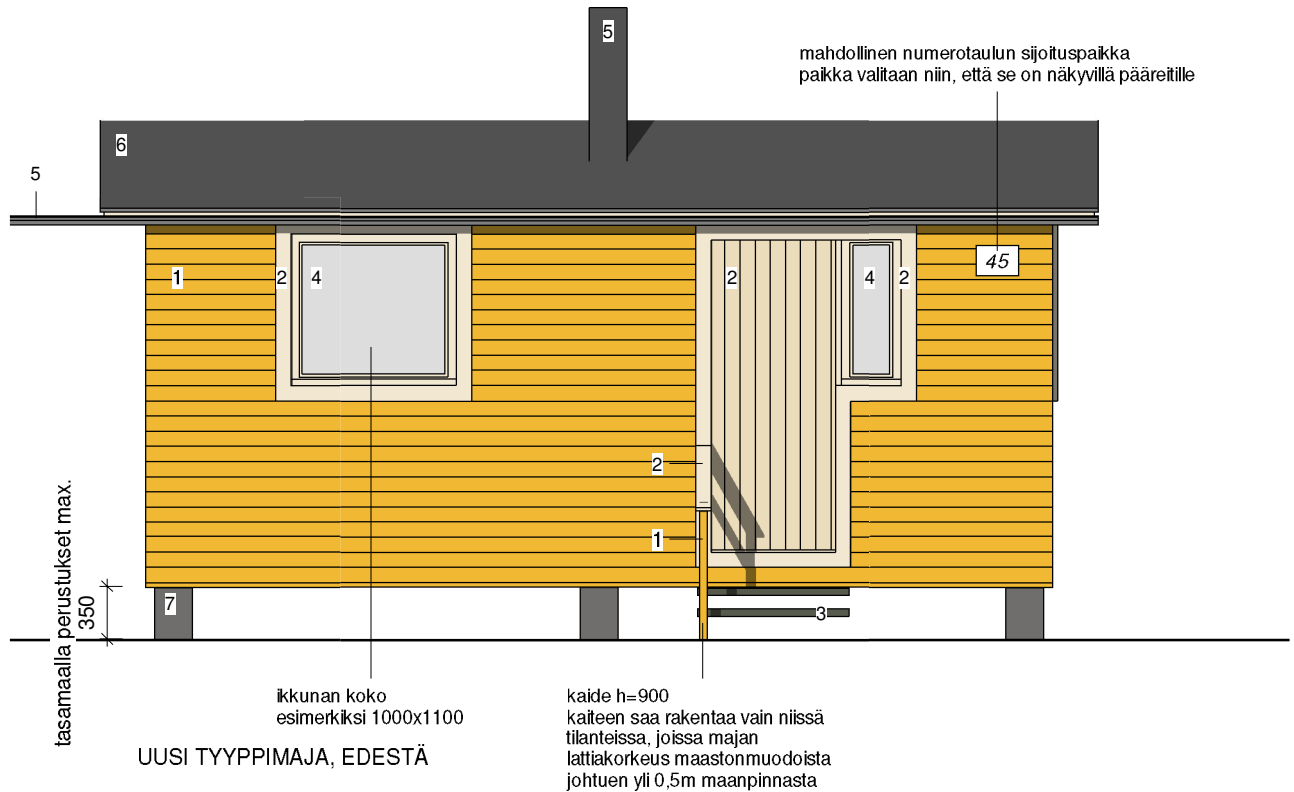 5
mahdollinen numerotaulun sijoituspaikka
paikka valitaan niin, että se on näkyvillä pääreitille
6
5
45
1
2
4
2
4
2
2
1
3
7
tasamaalla perustukset max.
350
ikkunan koko
esimerkiksi 1000x1100
kaide h=900
kaiteen saa rakentaa vain niissä
tilanteissa, joissa majan
lattiakorkeus maastonmuodoista
johtuen yli 0,5m maanpinnasta
UUSI TYYPPIMAJA, EDESTÄ